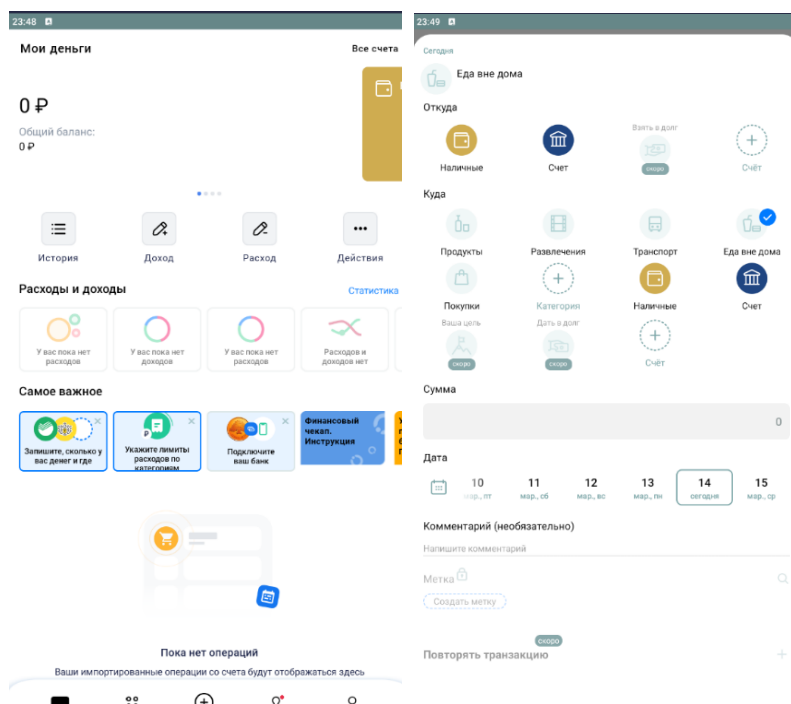 23:48
Мои деньги
Все счета
0 ₽
Общий баланс:
0 ₽
История
Доход
Расход
Действия
Расходы и доходы
Статистика
У вас пока нет
расходов
У вас пока нет
доходов
У вас пока нет
расходов
Расходов и
доходов нет
Самое важное
Запишите, сколько у
вас денег и где
Укажите лимиты
расходов по
категориям
Подключите
ваш банк
Финансовый
чекап.
Инструкция
Пока нет операций
Ваши импортированные операции со счета будут отображаться здесь
23:49
Сегодня
Еда вне дома
Откуда
Взять в долг
скоро
Наличные
Счет
Счёт
Куда
Продукты
Развлечения
Транспорт
Еда вне дома
Покупки
Категория
Наличные
Счет
Ваша цель
Дать в долг
скоро
скоро
Счёт
Сумма
0
Дата
10
мар., пт
11
мар., сб
12
мар., вс
13
мар., пн
14
сегодня
15
мар., ср
Комментарий (необязательно)
Напишите комментарий
Метка
Создать метку
скоро
Повторять транзакцию